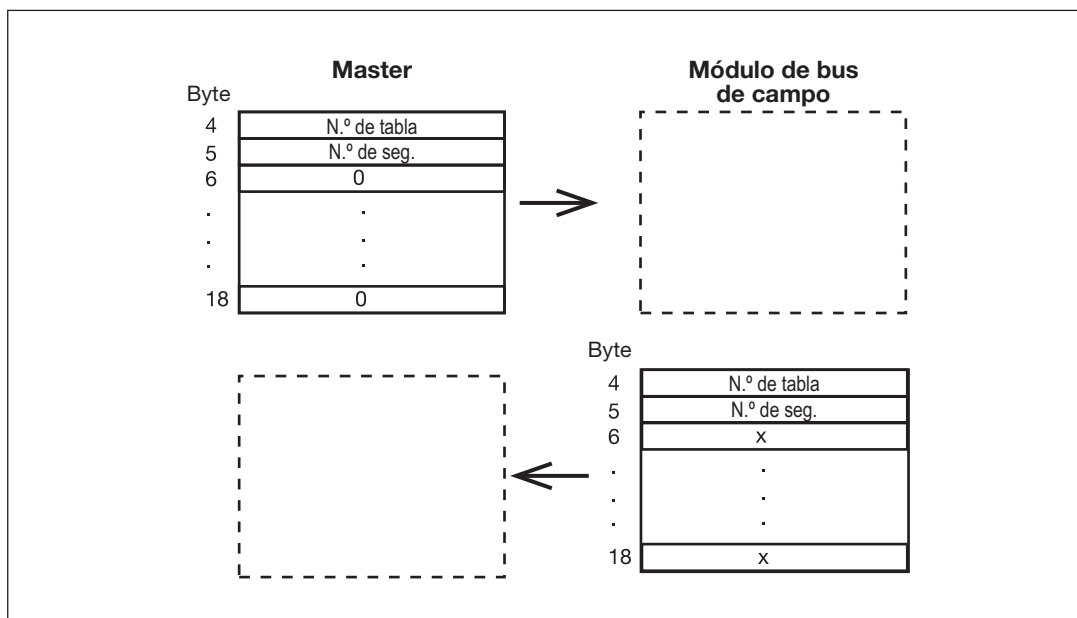 Master
Módulo de bus
de campo
Byte
4 N.º de tabla
5 N.º de seg.
6 0
. .
. .
. .
18 0
Byte
4 N.º de tabla
5 N.º de seg.
6 x
. .
. .
. .
18 x